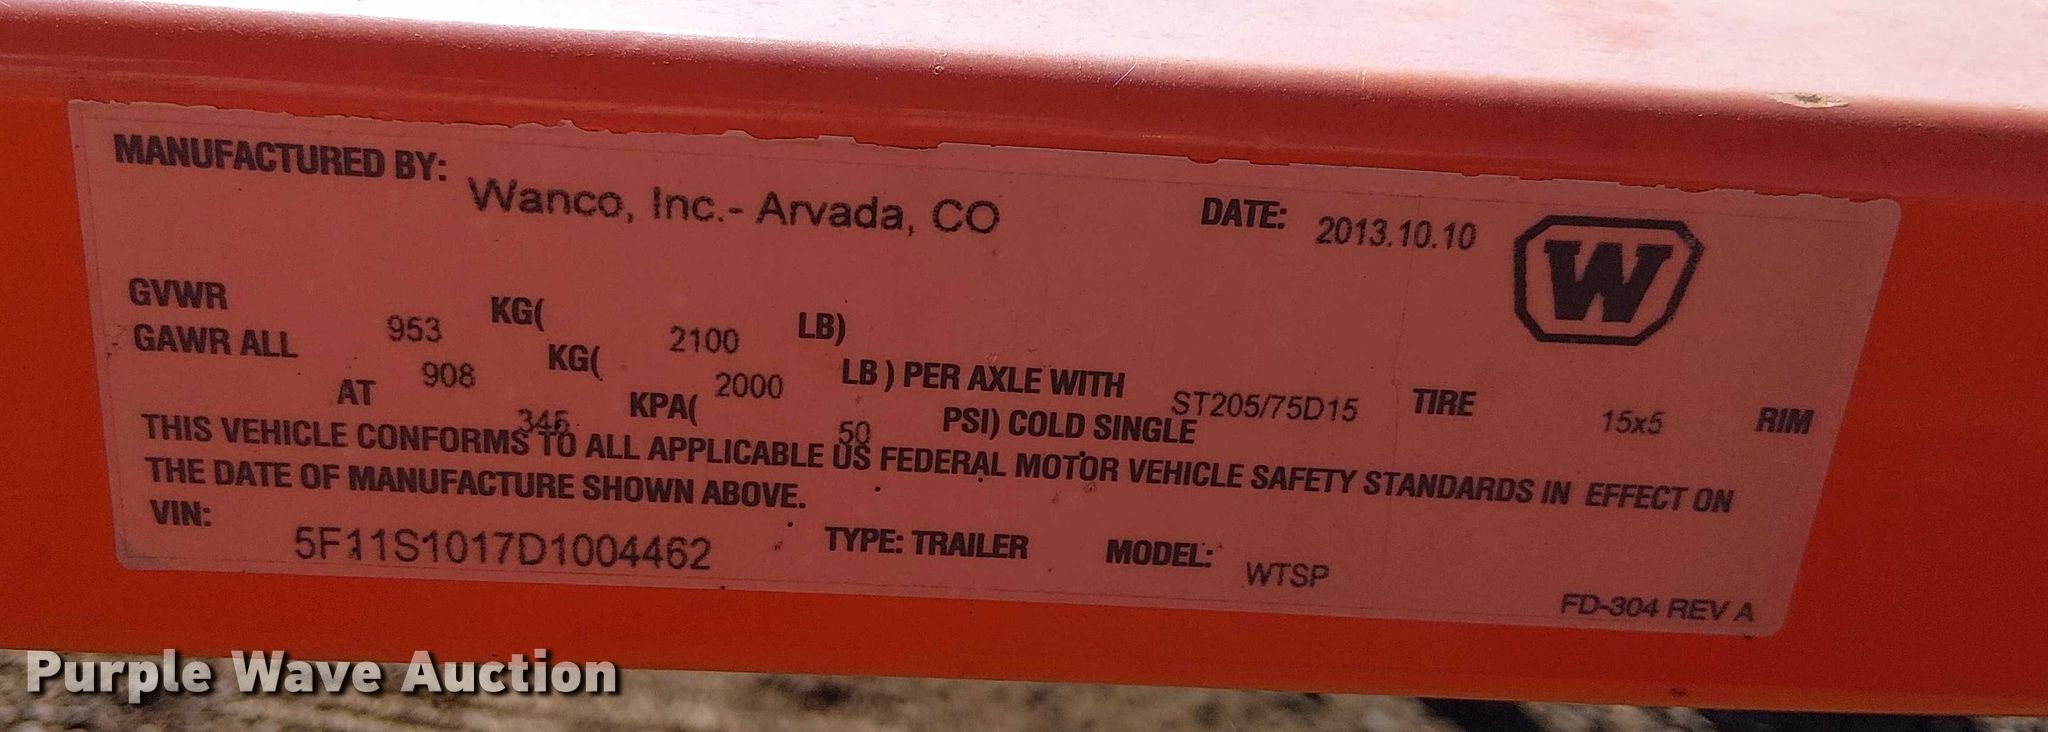 MANUFACTURED BY: Wanco, Inc.- Arvada, CO DATE: 2013.10.10 W
GVWR 953 KG( 2100 LB)
GAWR ALL 908 KG( 2000 LB ) PER AXLE WITH ST205/75D15 TIRE 15x5 RIM
AT 345 KPA( 50 PSI) COLD SINGLE
THIS VEHICLE CONFORMS TO ALL APPLICABLE US FEDERAL MOTOR VEHICLE SAFETY STANDARDS IN EFFECT ON
THE DATE OF MANUFACTURE SHOWN ABOVE.
VIN: 5F11S1017D1004462 TYPE: TRAILER MODEL: WTSP
FD-304 REV A
Purple Wave Auction